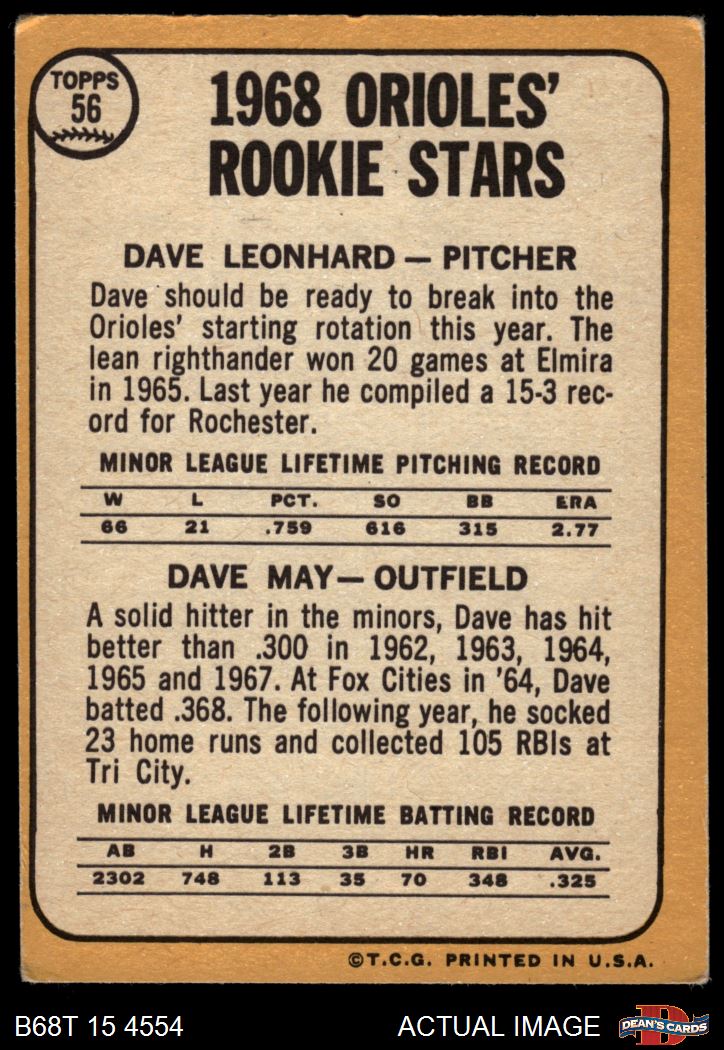 TOPPS
56
1968 ORIOLES'
ROOKIE STARS
DAVE LEONHARD — PITCHER
Dave should be ready to break into the
Orioles' starting rotation this year. The
lean righthander won 20 games at Elmira
in 1965. Last year he compiled a 15-3 rec-
ord for Rochester.
MINOR LEAGUE LIFETIME PITCHING RECORD
W L PCT. SO BB ERA
66 21 .759 616 315 2.77
DAVE MAY — OUTFIELD
A solid hitter in the minors, Dave has hit
better than .300 in 1962, 1963, 1964,
1965 and 1967. At Fox Cities in '64, Dave
batted .368. The following year, he socked
23 home runs and collected 105 RBIs at
Tri City.
MINOR LEAGUE LIFETIME BATTING RECORD
AB H 2B 3B HR RBI AVG.
2302 748 113 35 70 348 .325
©T.C.G. PRINTED IN U.S.A.
B68T 15 4554
ACTUAL IMAGE
D
DEAN'S CARDS